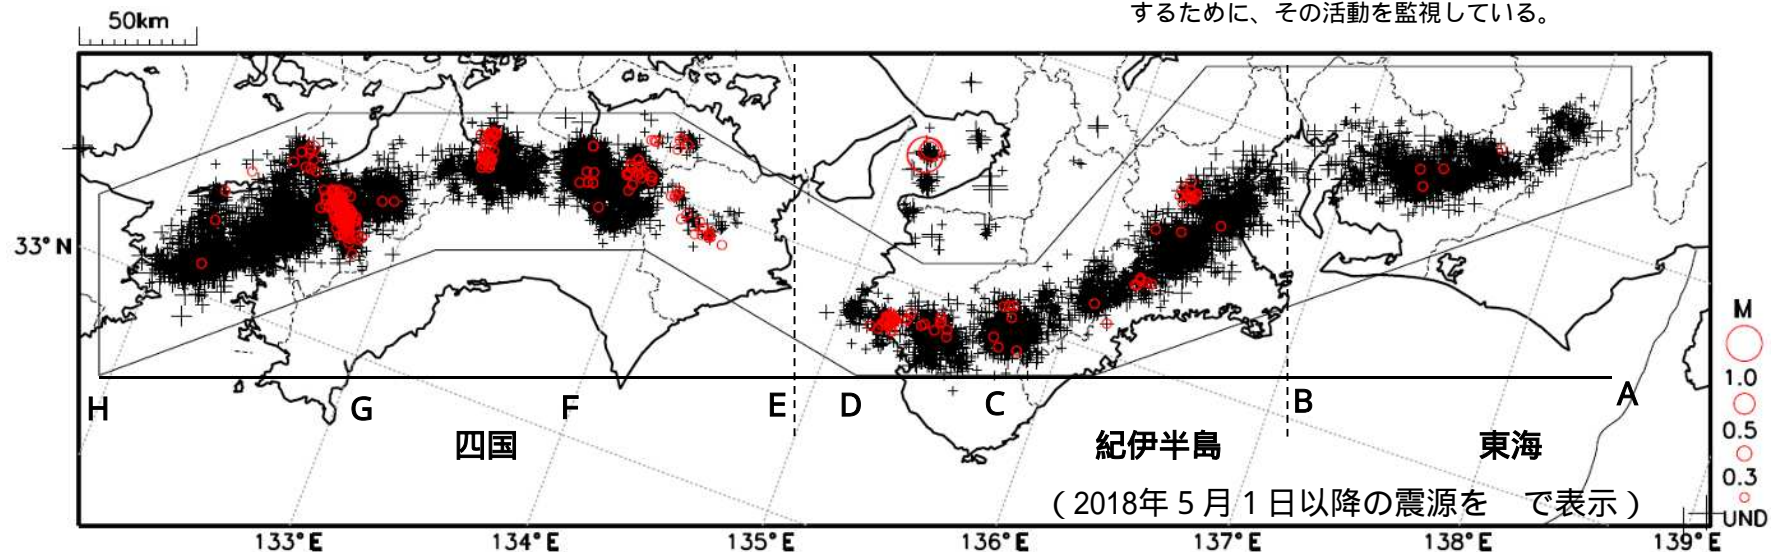 するために、その活動を監視している。
50km
33°N
H
G
F
E
D
C
B
A
四国
紀伊半島
東海
(2018年5月1日以降の震源を　で表示)
M
1.0
0.5
0.3
UND
133°E
134°E
135°E
136°E
137°E
138°E
139°E